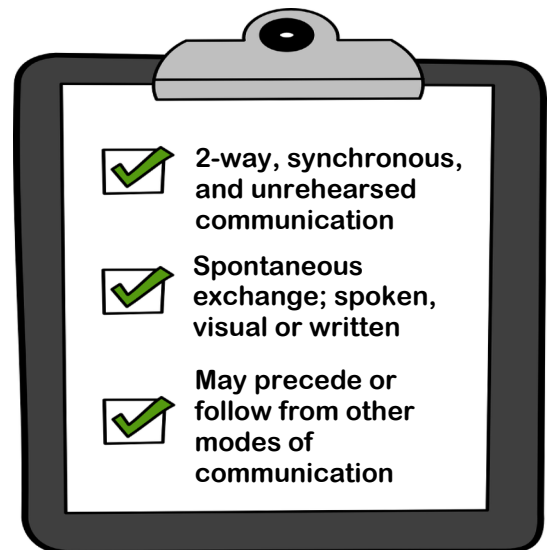 2-way, synchronous,
and unrehearsed
communication
Spontaneous
exchange; spoken,
visual or written
May precede or
follow from other
modes of
communication